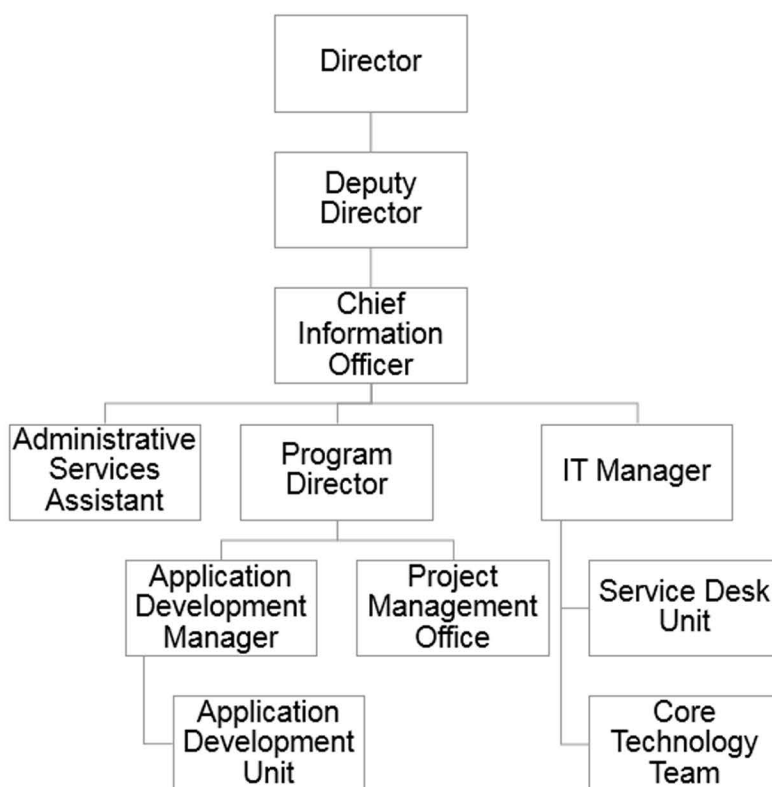 Director
Deputy
Director
Chief
Information
Officer
Administrative
Services
Assistant
Program
Director
IT Manager
Application
Development
Manager
Project
Management
Office
Service Desk
Unit
Application
Development
Unit
Core
Technology
Team